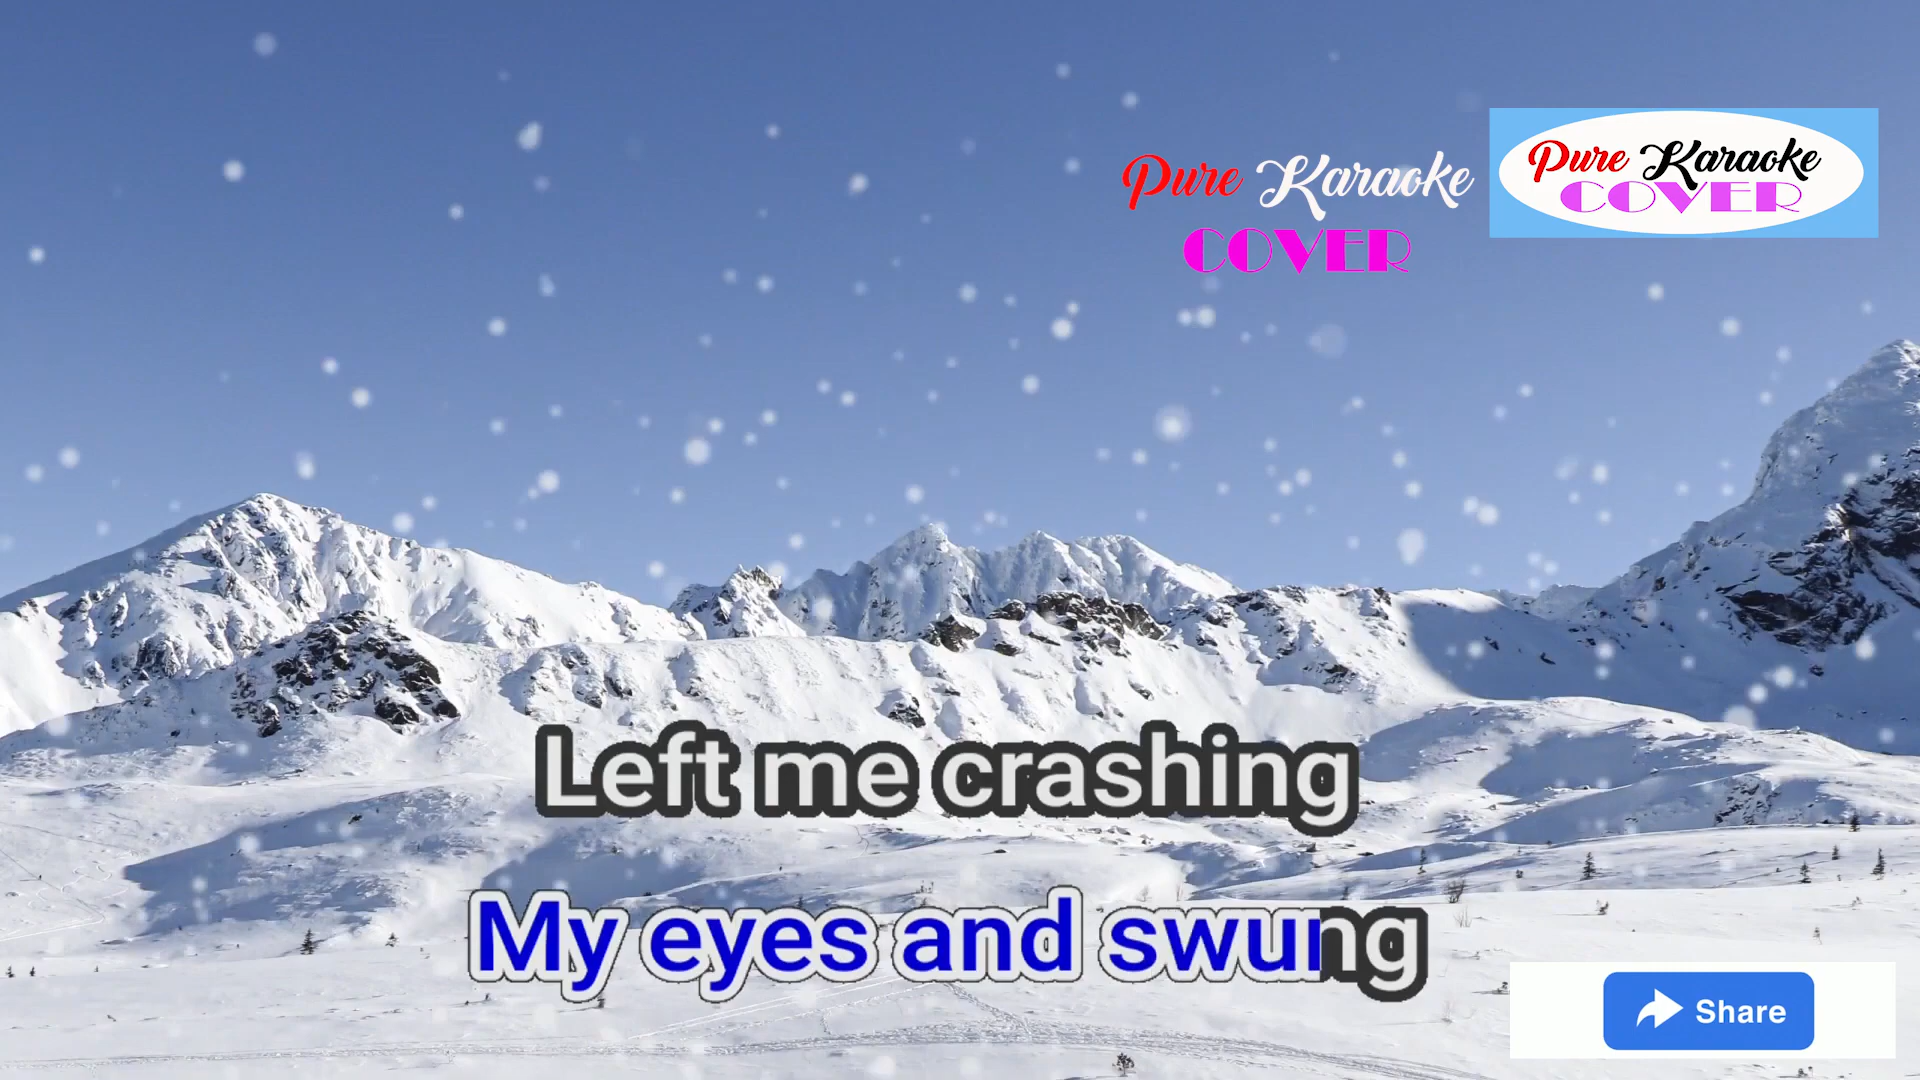 Pure Karaoke
COVER
Pure Karaoke
COVER
Left me crashing
My eyes and swung
Share